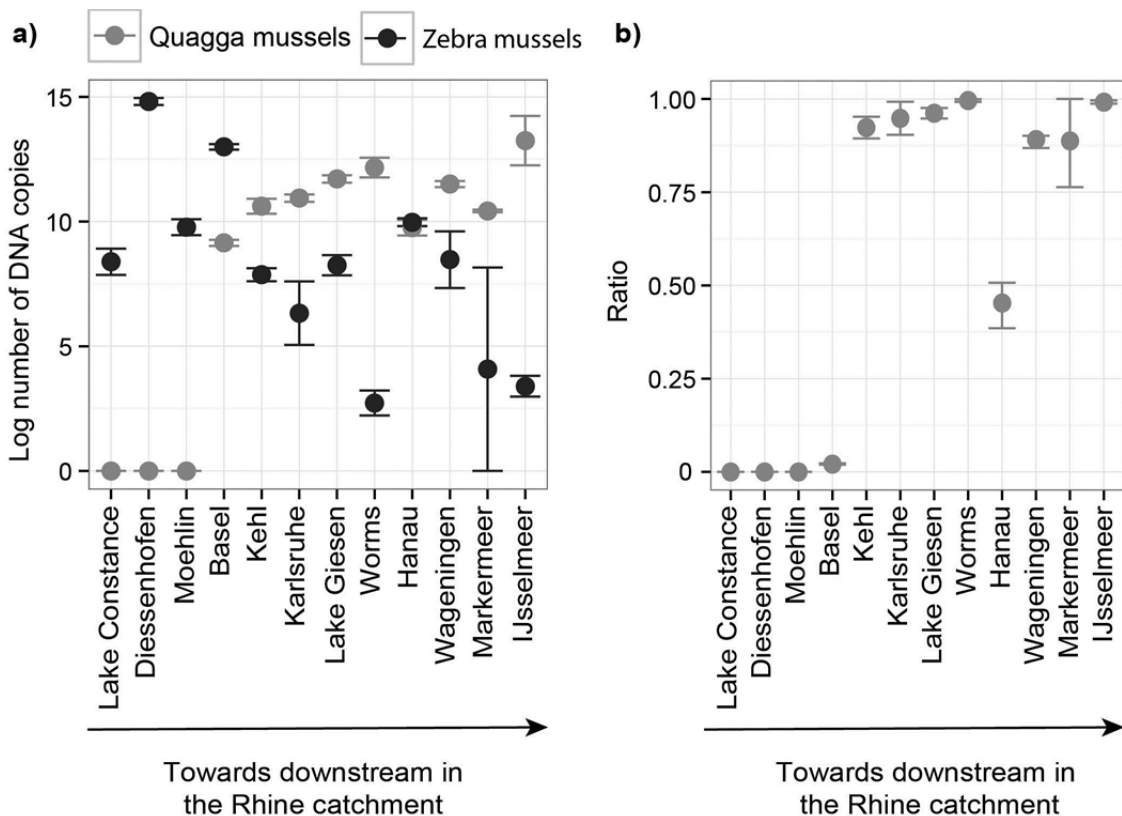 a)
Quagga mussels
Zebra mussels
Log number of DNA copies
15
10
5
0
Lake Constance
Diessenhofen
Moehlin
Basel
Kehl
Karlsruhe
Lake Giesen
Worms
Hanau
Wageningen
Markermeer
IJsselmeer
Towards downstream in
the Rhine catchment
b)
Ratio
1.00
0.75
0.50
0.25
0
Lake Constance
Diessenhofen
Moehlin
Basel
Kehl
Karlsruhe
Lake Giesen
Worms
Hanau
Wageningen
Markermeer
IJsselmeer
Towards downstream in
the Rhine catchment